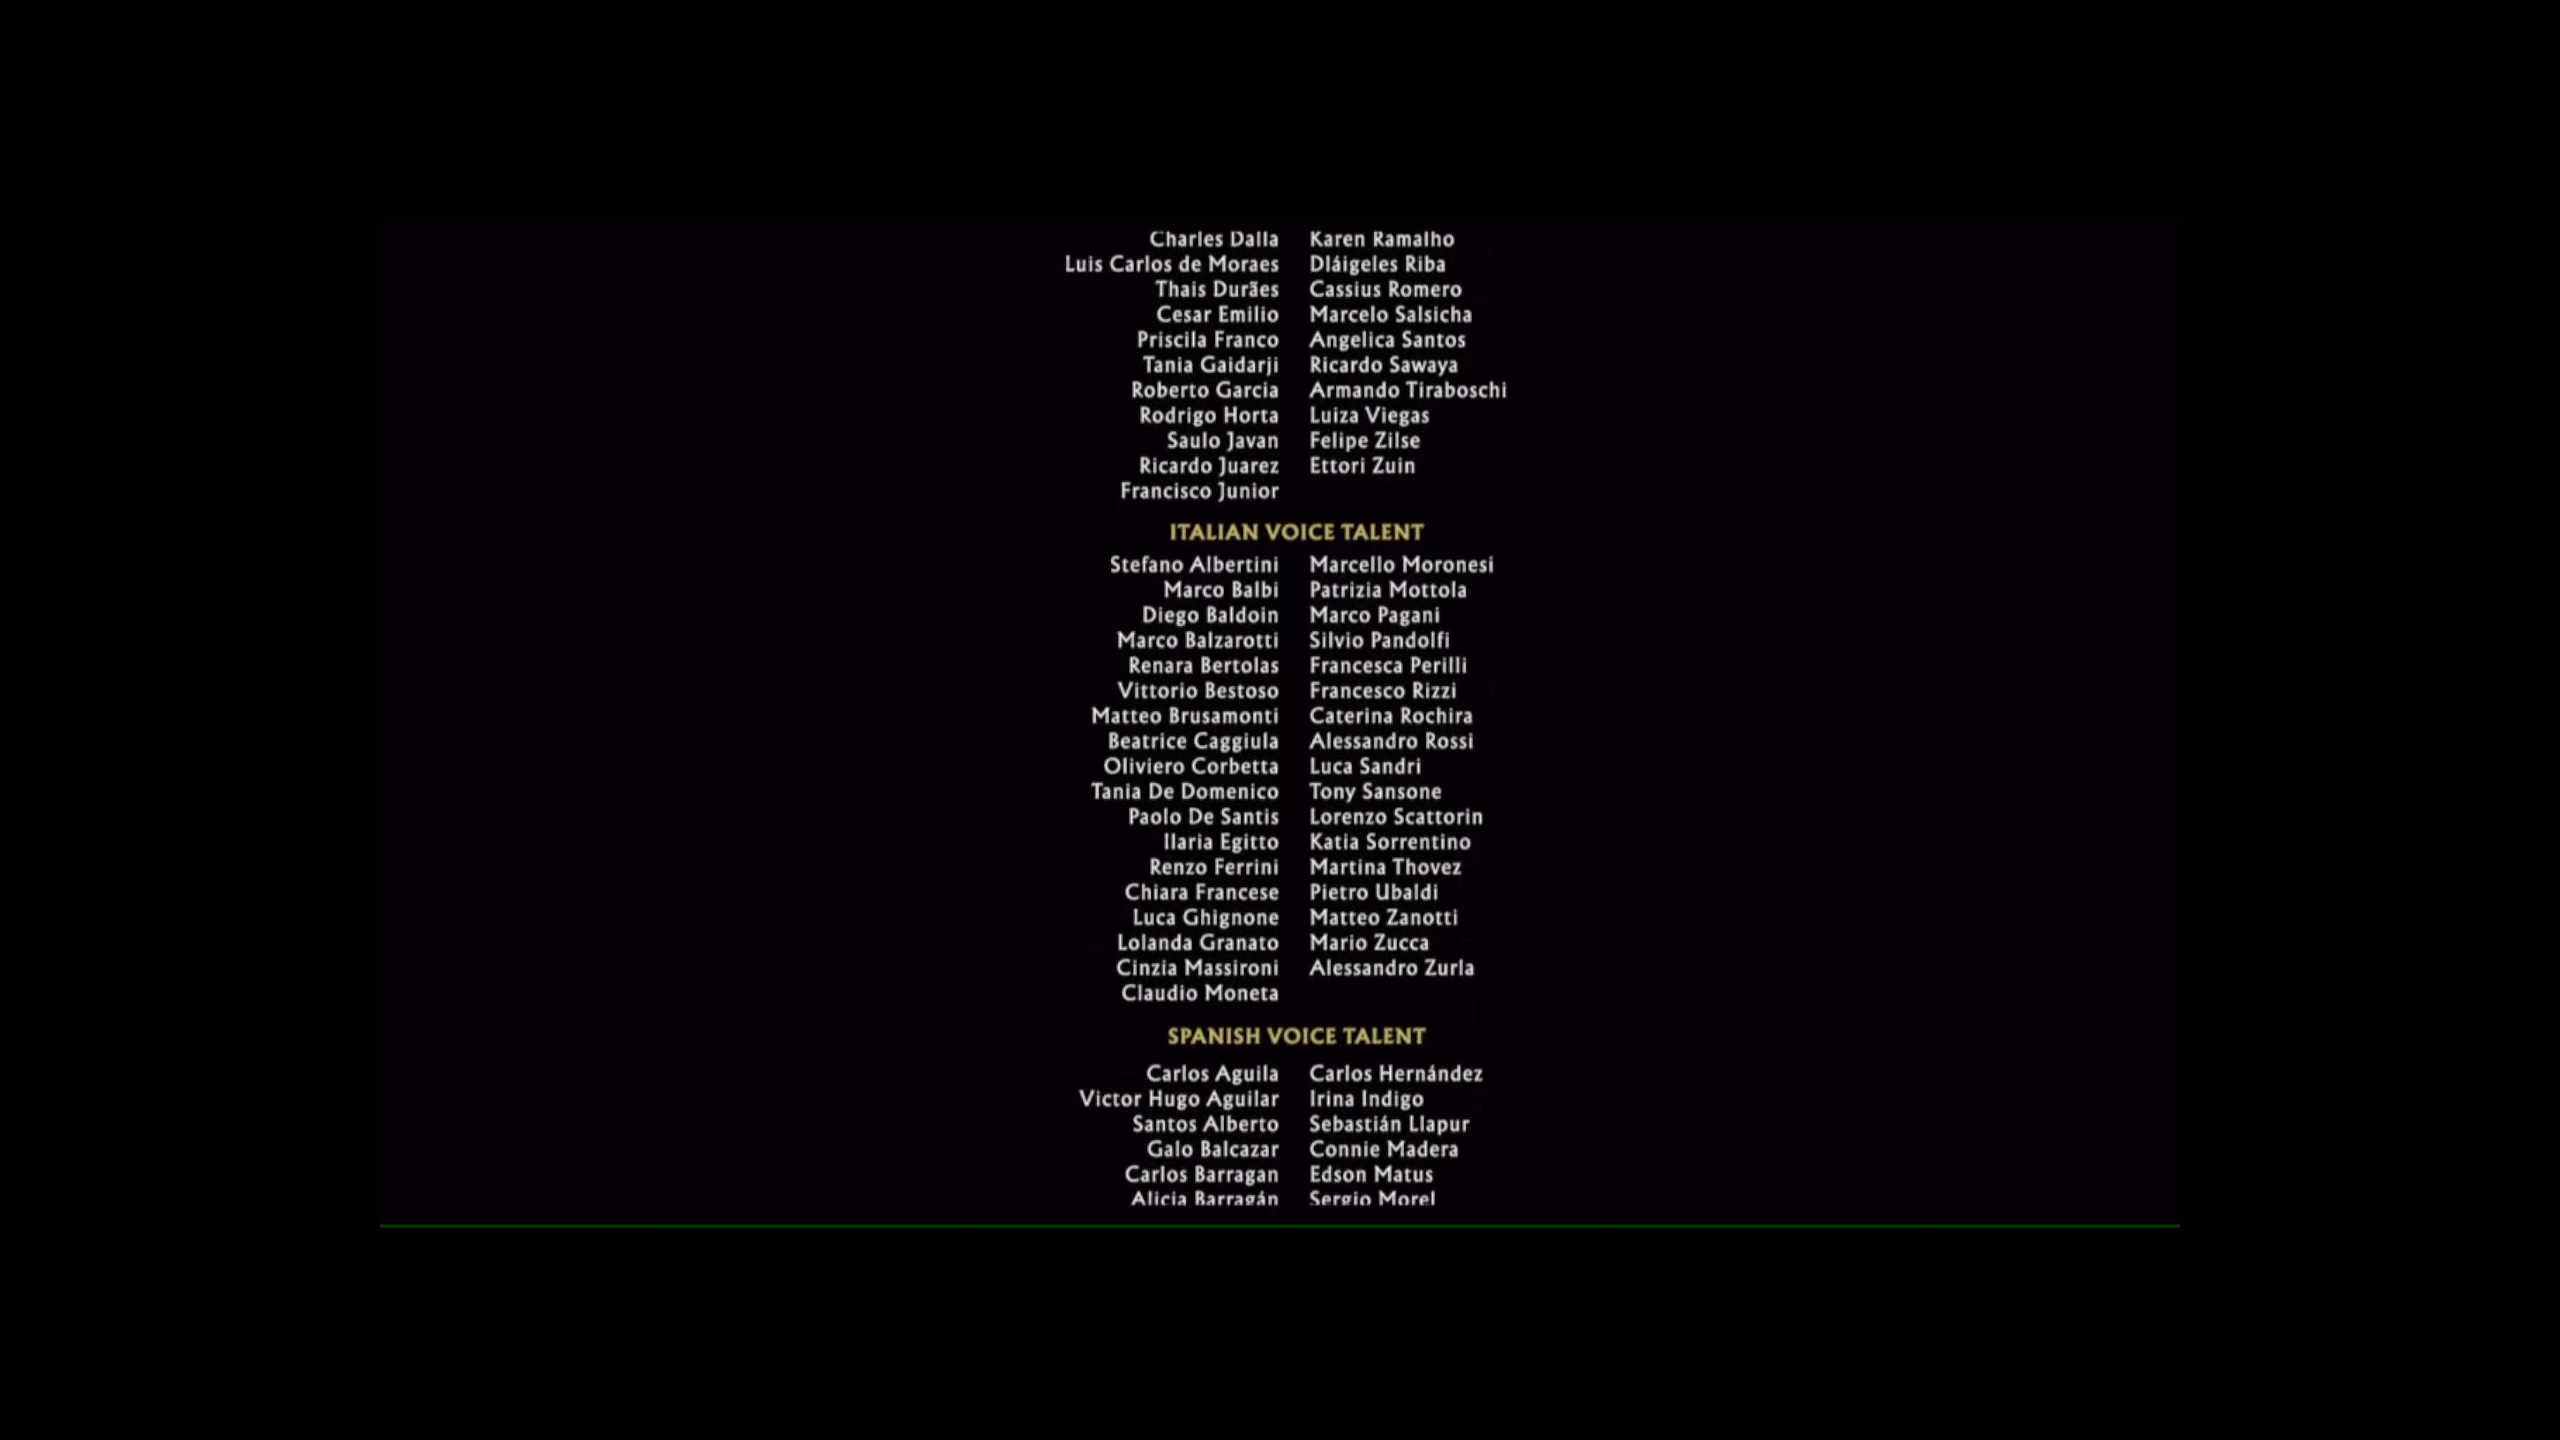 Charles Dalla Karen Ramalho
Luis Carlos de Moraes Dláigeles Riba
Thais Durães Cassius Romero
Cesar Emilio Marcelo Salsicha
Priscila Franco Angelica Santos
Tania Gaidarji Ricardo Sawaya
Roberto Garcia Armando Tiraboschi
Rodrigo Horta Luiza Viegas
Saulo Javan Felipe Zilse
Ricardo Juarez Ettori Zuin
Francisco Junior
ITALIAN VOICE TALENT
Stefano Albertini Marcello Moronesi
Marco Balbi Patrizia Mottola
Diego Baldoin Marco Pagani
Marco Balzarotti Silvio Pandolfi
Renara Bertolas Francesca Perilli
Vittorio Bestoso Francesco Rizzi
Matteo Brusamonti Caterina Rochira
Beatrice Caggiula Alessandro Rossi
Oliviero Corbetta Luca Sandri
Tania De Domenico Tony Sansone
Paolo De Santis Lorenzo Scattorin
Ilaria Egitto Katia Sorrentino
Renzo Ferrini Martina Thovez
Chiara Francese Pietro Ubaldi
Luca Ghignone Matteo Zanotti
Lolanda Granato Mario Zucca
Cinzia Massironi Alessandro Zurla
Claudio Moneta
SPANISH VOICE TALENT
Carlos Aguila Carlos Hernández
Victor Hugo Aguilar Irina Indigo
Santos Alberto Sebastián Llapur
Galo Balcazar Connie Madera
Carlos Barragan Edson Matus
Alicia Barragán Sergio Morel